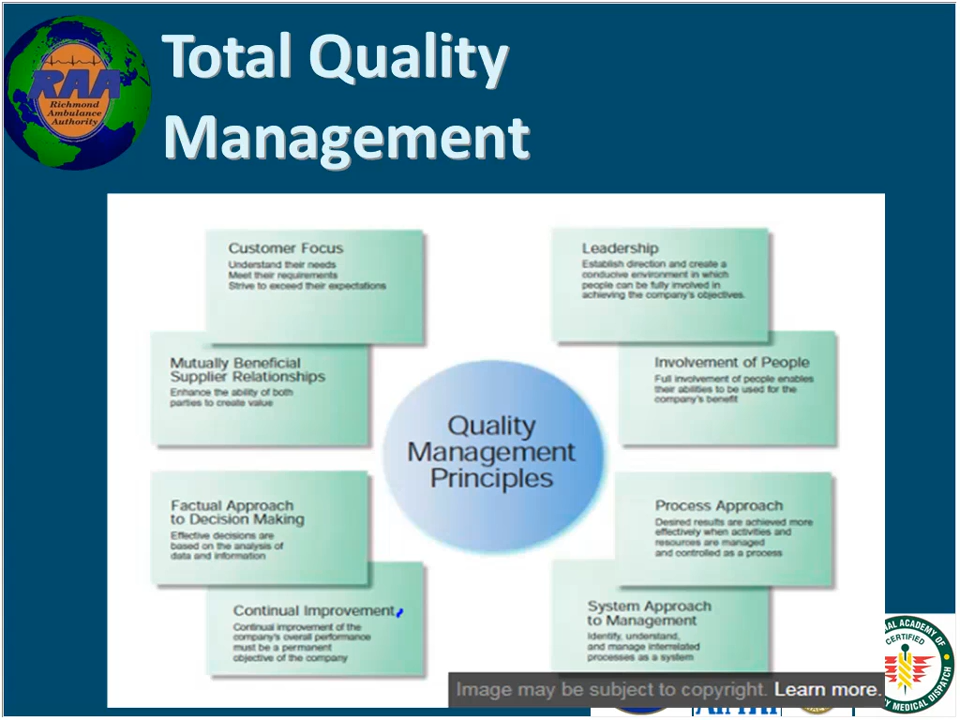 Total Quality
Management
RAA
Richmond
Ambulance
Authority
Customer Focus
Understand their needs
Meet their requirements
Strive to exceed their expectations
Leadership
Establish direction and create a
conducive environment in which
people can be fully involved in
achieving the company's objectives.
Mutually Beneficial
Supplier Relationships
Enhance the ability of both
parties to create value
Involvement of People
Full involvement of people enables
their abilities to be used for the
company's benefit
Quality
Management
Principles
Factual Approach
to Decision Making
Effective decisions are
based on the analysis of
data and information
Process Approach
Desired results are achieved more
effectively when activities and
resources are managed
and controlled as a process
Continual Improvement
Continual improvement of the
company's overall performance
must be a permanent
objective of the company
System Approach
to Management
Identify, understand,
and manage interrelated
processes as a system
NAL ACADEMY OF
CERTIFIED
Y MEDICAL DISPATCH
Image may be subject to copyright. Learn more.